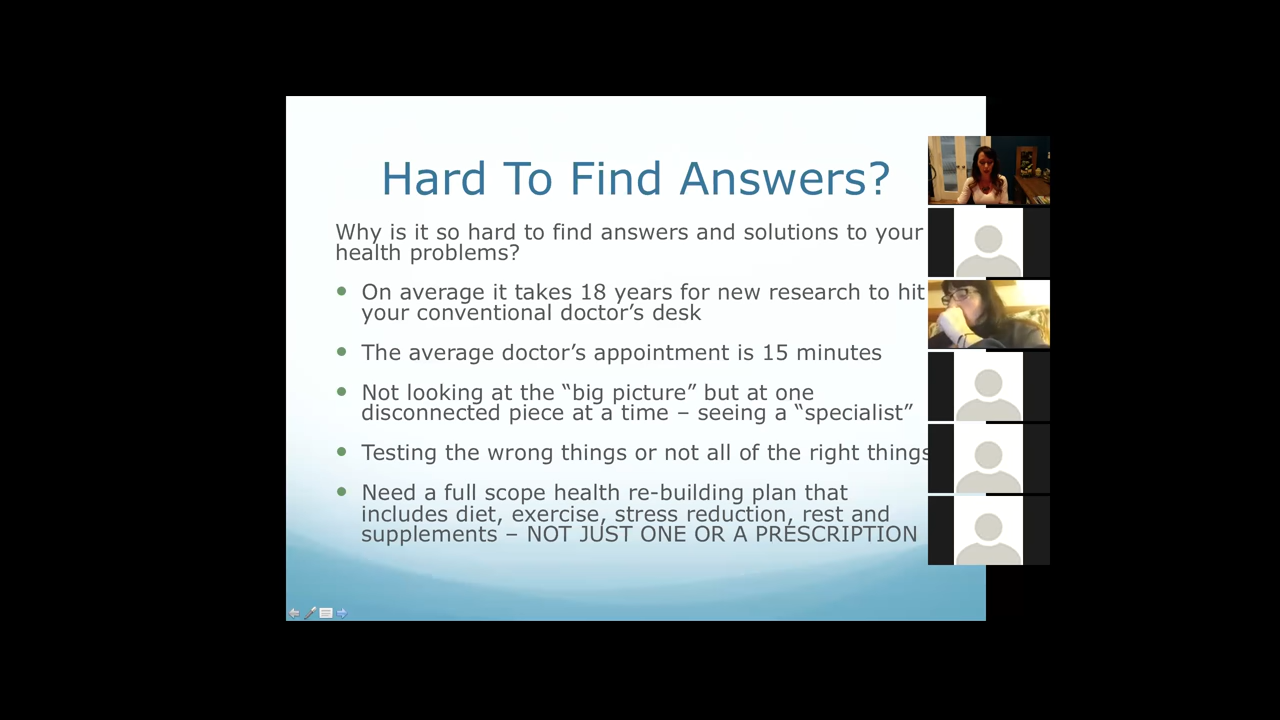 Hard To Find Answers?
Why is it so hard to find answers and solutions to your
health problems?
On average it takes 18 years for new research to hit
your conventional doctor’s desk
The average doctor’s appointment is 15 minutes
Not looking at the “big picture” but at one
disconnected piece at a time – seeing a “specialist”
Testing the wrong things or not all of the right things
Need a full scope health re-building plan that
includes diet, exercise, stress reduction, rest and
supplements – NOT JUST ONE OR A PRESCRIPTION